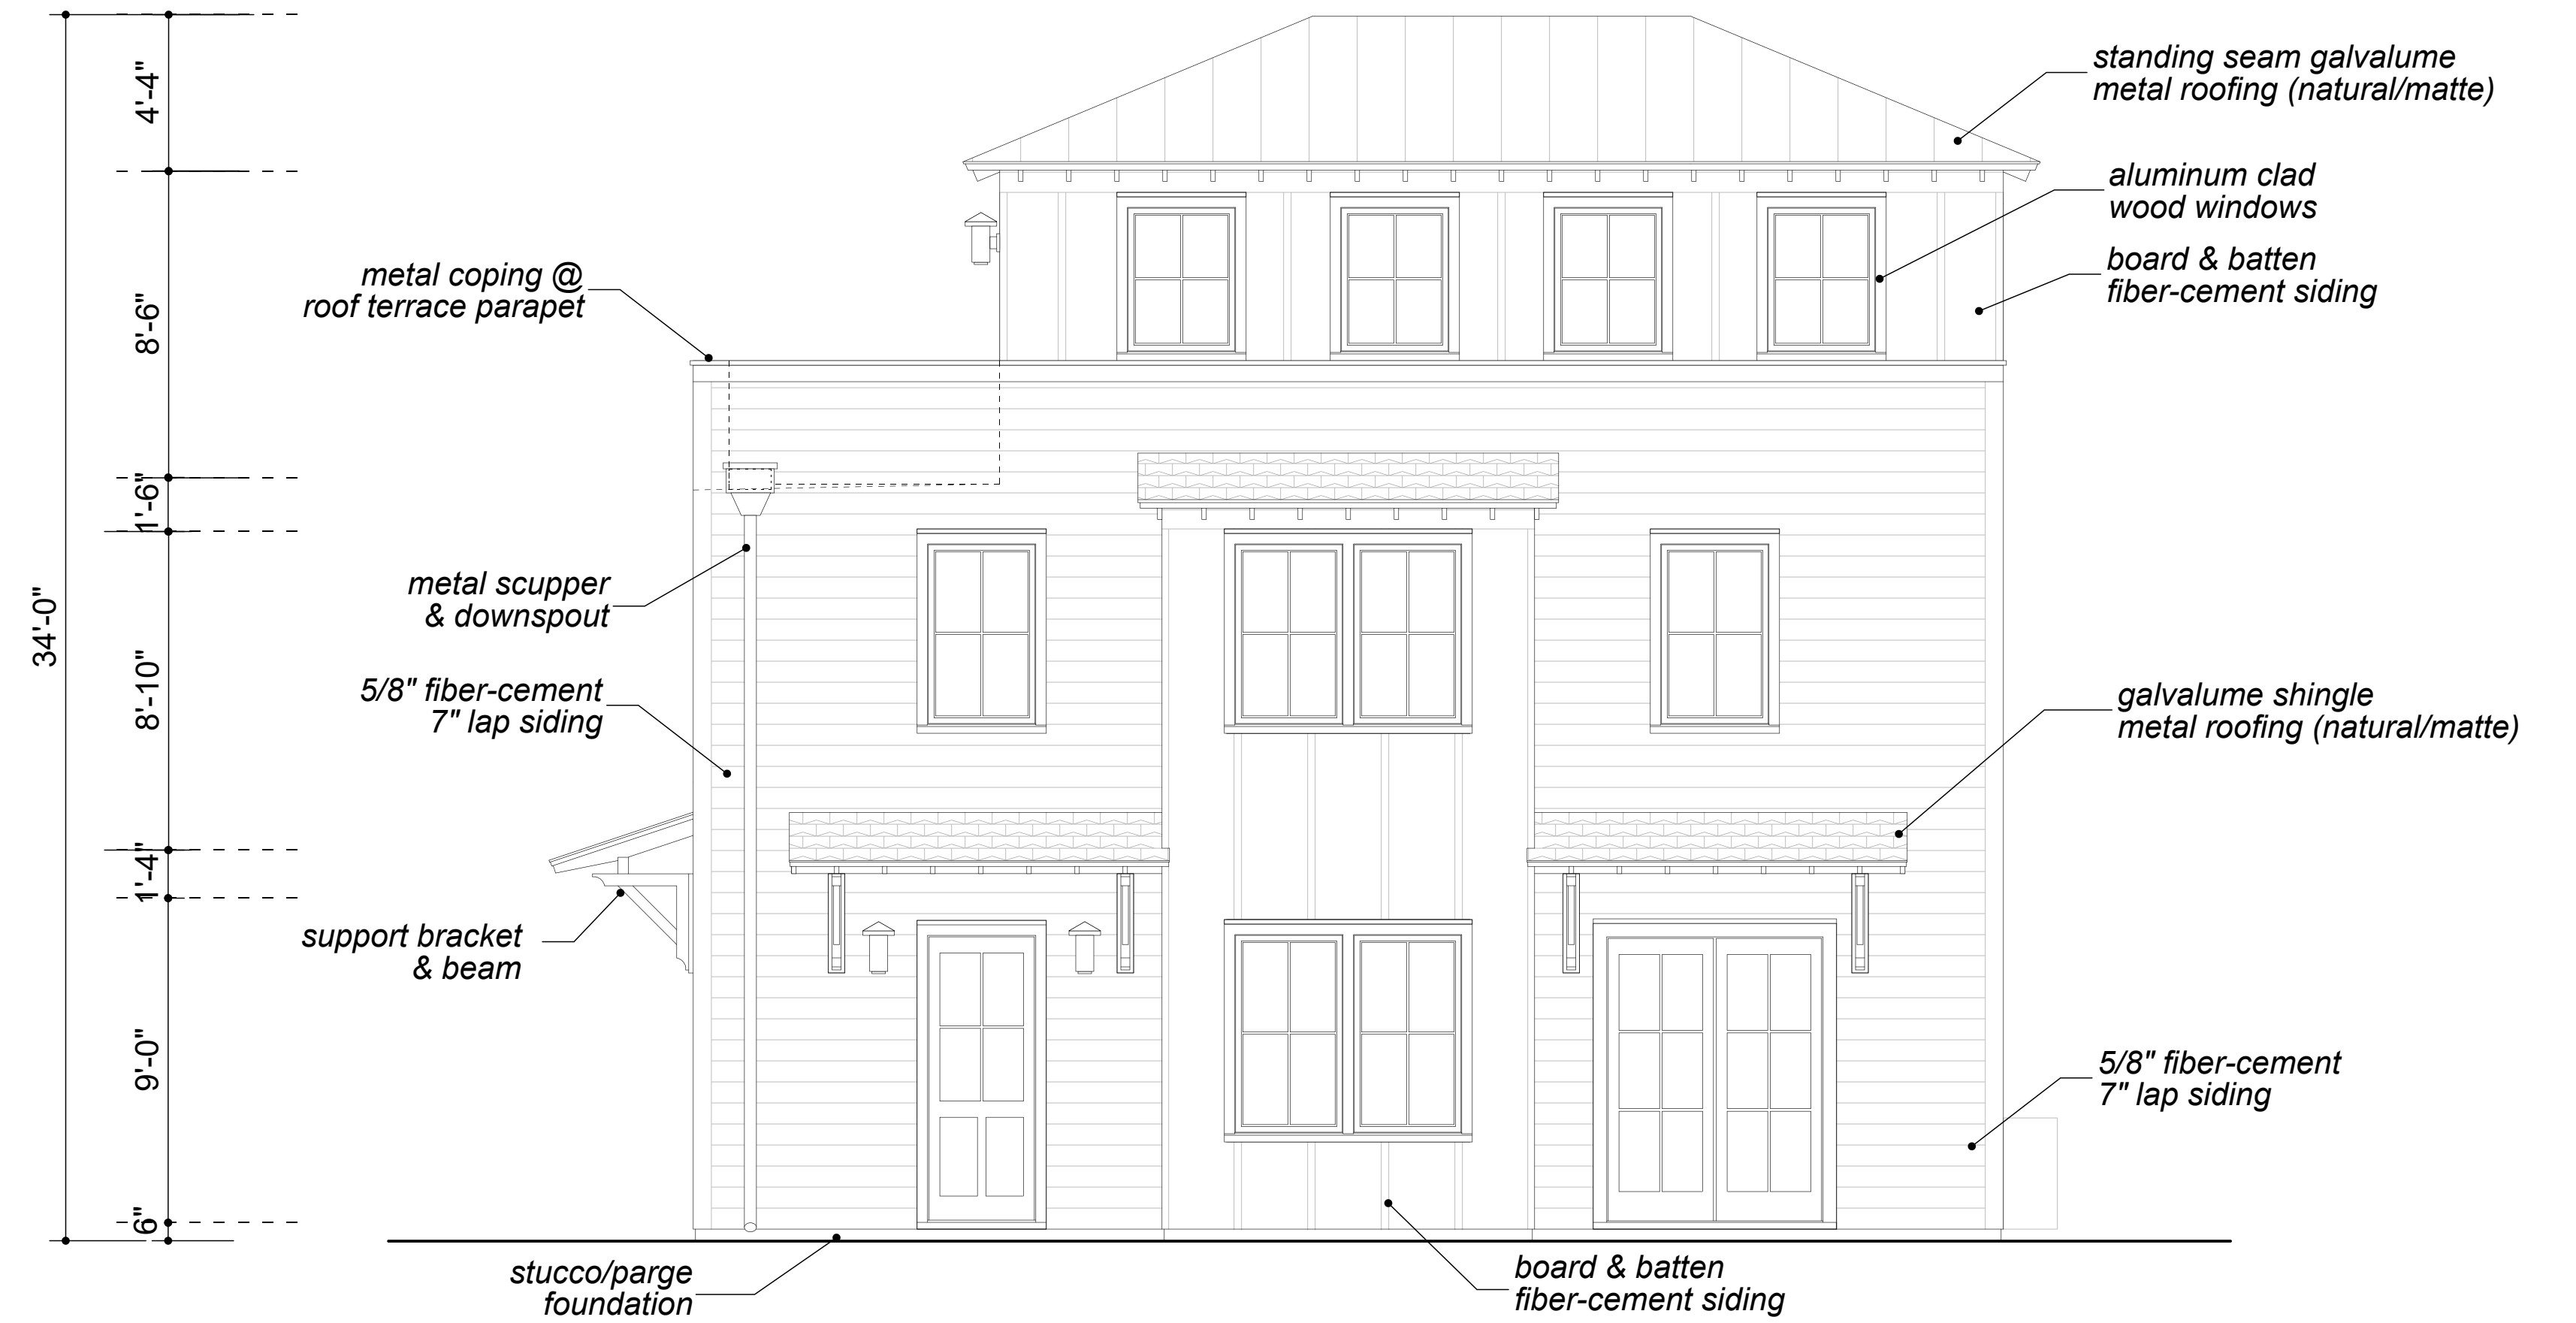 4'-4"
8'-6"
1'-6"
8'-10"
1'-4"
9'-0"
6"
34'-0"
metal coping @
roof terrace parapet
metal scupper
& downspout
5/8" fiber-cement
7" lap siding
support bracket
& beam
stucco/parge
foundation
standing seam galvalume
metal roofing (natural/matte)
aluminum clad
wood windows
board & batten
fiber-cement siding
galvalume shingle
metal roofing (natural/matte)
5/8" fiber-cement
7" lap siding
board & batten
fiber-cement siding